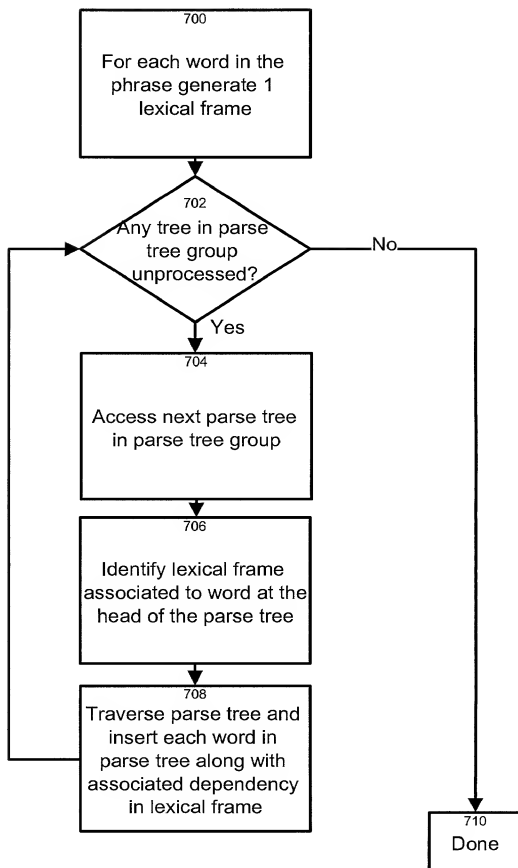 700
For each word in the
phrase generate 1
lexical frame
702
Any tree in parse
tree group
unprocessed?
No
Yes
704
Access next parse tree
in parse tree group
706
Identify lexical frame
associated to word at the
head of the parse tree
708
Traverse parse tree and
insert each word in
parse tree along with
associated dependency
in lexical frame
710
Done